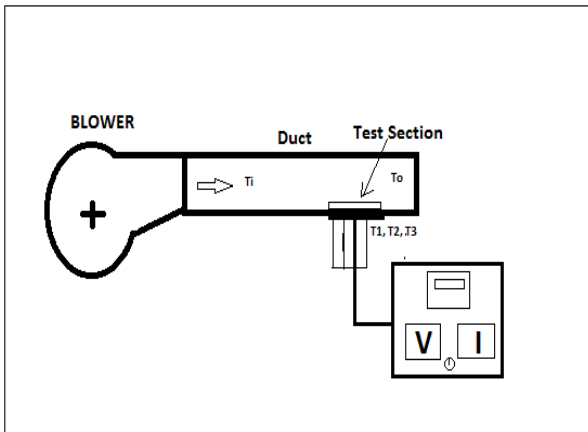 BLOWER
Duct
Test Section
Ti
To
T1, T2, T3
V
I